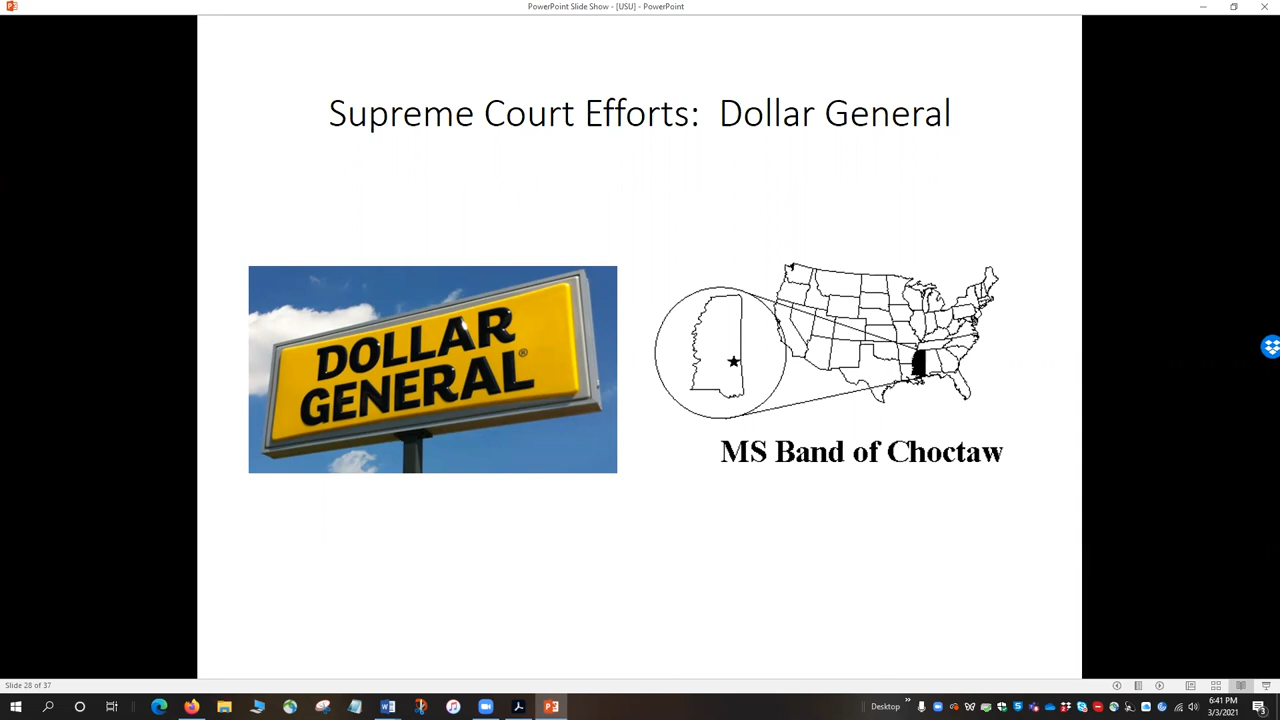 PowerPoint Slide Show - [USU] - PowerPoint
Supreme Court Efforts: Dollar General
DOLLAR
GENERAL®
MS Band of Choctaw
Slide 28 of 37
Desktop
6:41 PM
3/3/2021